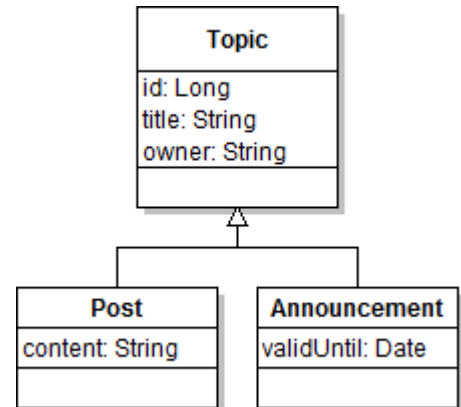 Topic
id: Long
title: String
owner: String
Post
content: String
Announcement
validUntil: Date